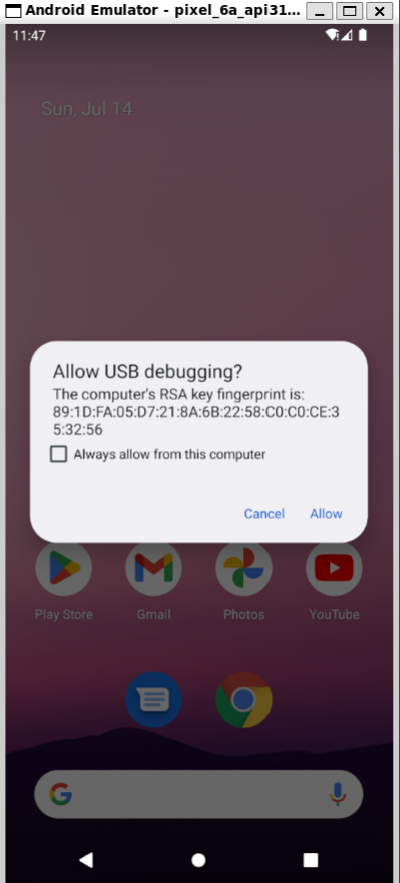 Android Emulator - pixel_6a_api31...
11:47
Sun, Jul 14
Allow USB debugging?
The computer's RSA key fingerprint is:
89:1D:FA:05:D7:21:8A:6B:22:58:C0:C0:CE:3
5:32:56
Always allow from this computer
Cancel Allow
Play Store Gmail Photos YouTube